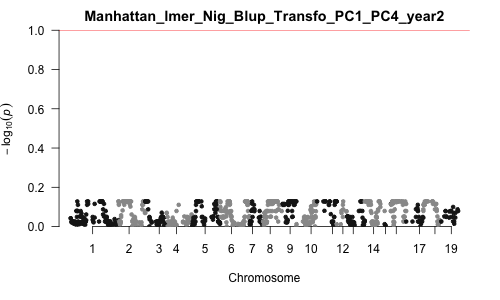 Manhattan_lmer_Nig_Blup_Transfo_PC1_PC4_year2
1.0
0.8
0.6
0.4
0.2
0.0
− log10(p)
1 2 3 4 5 6 7 8 9 10 12 14 17 19
Chromosome